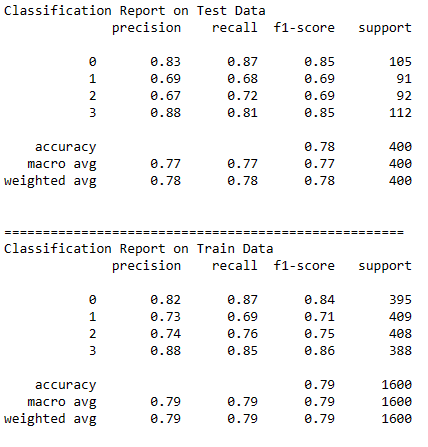 Classification Report on Test Data
precision recall f1-score support
0 0.83 0.87 0.85 105
1 0.69 0.68 0.69 91
2 0.67 0.72 0.69 92
3 0.88 0.81 0.85 112
accuracy 0.78 400
macro avg 0.77 0.77 0.77 400
weighted avg 0.78 0.78 0.78 400
====================================================
Classification Report on Train Data
precision recall f1-score support
0 0.82 0.87 0.84 395
1 0.73 0.69 0.71 409
2 0.74 0.76 0.75 408
3 0.88 0.85 0.86 388
accuracy 0.79 1600
macro avg 0.79 0.79 0.79 1600
weighted avg 0.79 0.79 0.79 1600